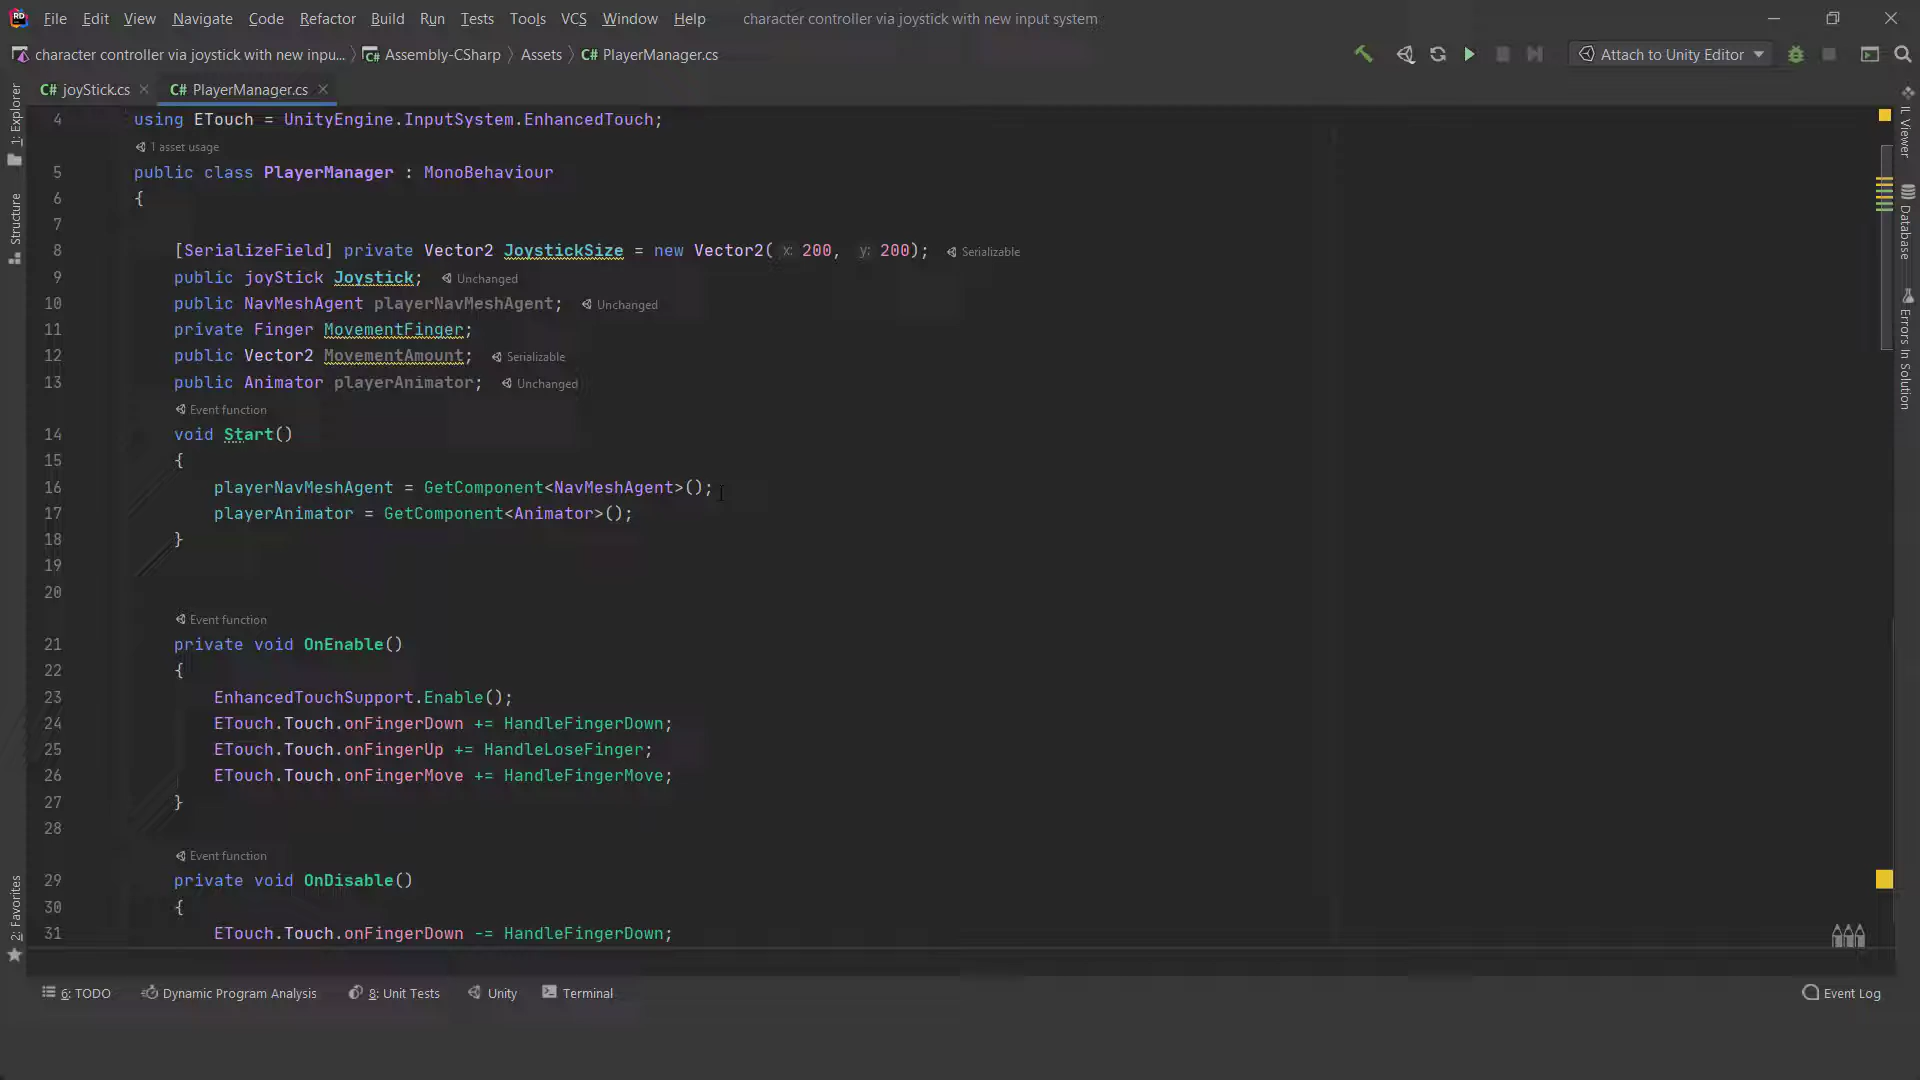 File Edit View Navigate Code Refactor Build Run Tests Tools VCS Window Help character controller via joystick with new input system
character controller via joystick with new inpu... Assembly-CSharp Assets C# PlayerManager.cs Attach to Unity Editor
C# joyStick.cs C# PlayerManager.cs
4 using ETouch = UnityEngine.InputSystem.EnhancedTouch;
1 asset usage
5 public class PlayerManager : MonoBehaviour
6 {
7
8 [SerializeField] private Vector2 JoystickSize = new Vector2( x: 200, y: 200); Serializable
9 public joyStick Joystick; Unchanged
10 public NavMeshAgent playerNavMeshAgent; Unchanged
11 private Finger MovementFinger;
12 public Vector2 MovementAmount; Serializable
13 public Animator playerAnimator; Unchanged
Event function
14 void Start()
15 {
16 playerNavMeshAgent = GetComponent<NavMeshAgent>();
17 playerAnimator = GetComponent<Animator>();
18 }
19
20
Event function
21 private void OnEnable()
22 {
23 EnhancedTouchSupport.Enable();
24 ETouch.Touch.onFingerDown += HandleFingerDown;
25 ETouch.Touch.onFingerUp += HandleLoseFinger;
26 ETouch.Touch.onFingerMove += HandleFingerMove;
27 }
28
Event function
29 private void OnDisable()
30 {
31 ETouch.Touch.onFingerDown -= HandleFingerDown;
1: Explorer
Structure
2: Favorites
IL Viewer
Database
Errors In Solution
6: TODO Dynamic Program Analysis 8: Unit Tests Unity Terminal Event Log